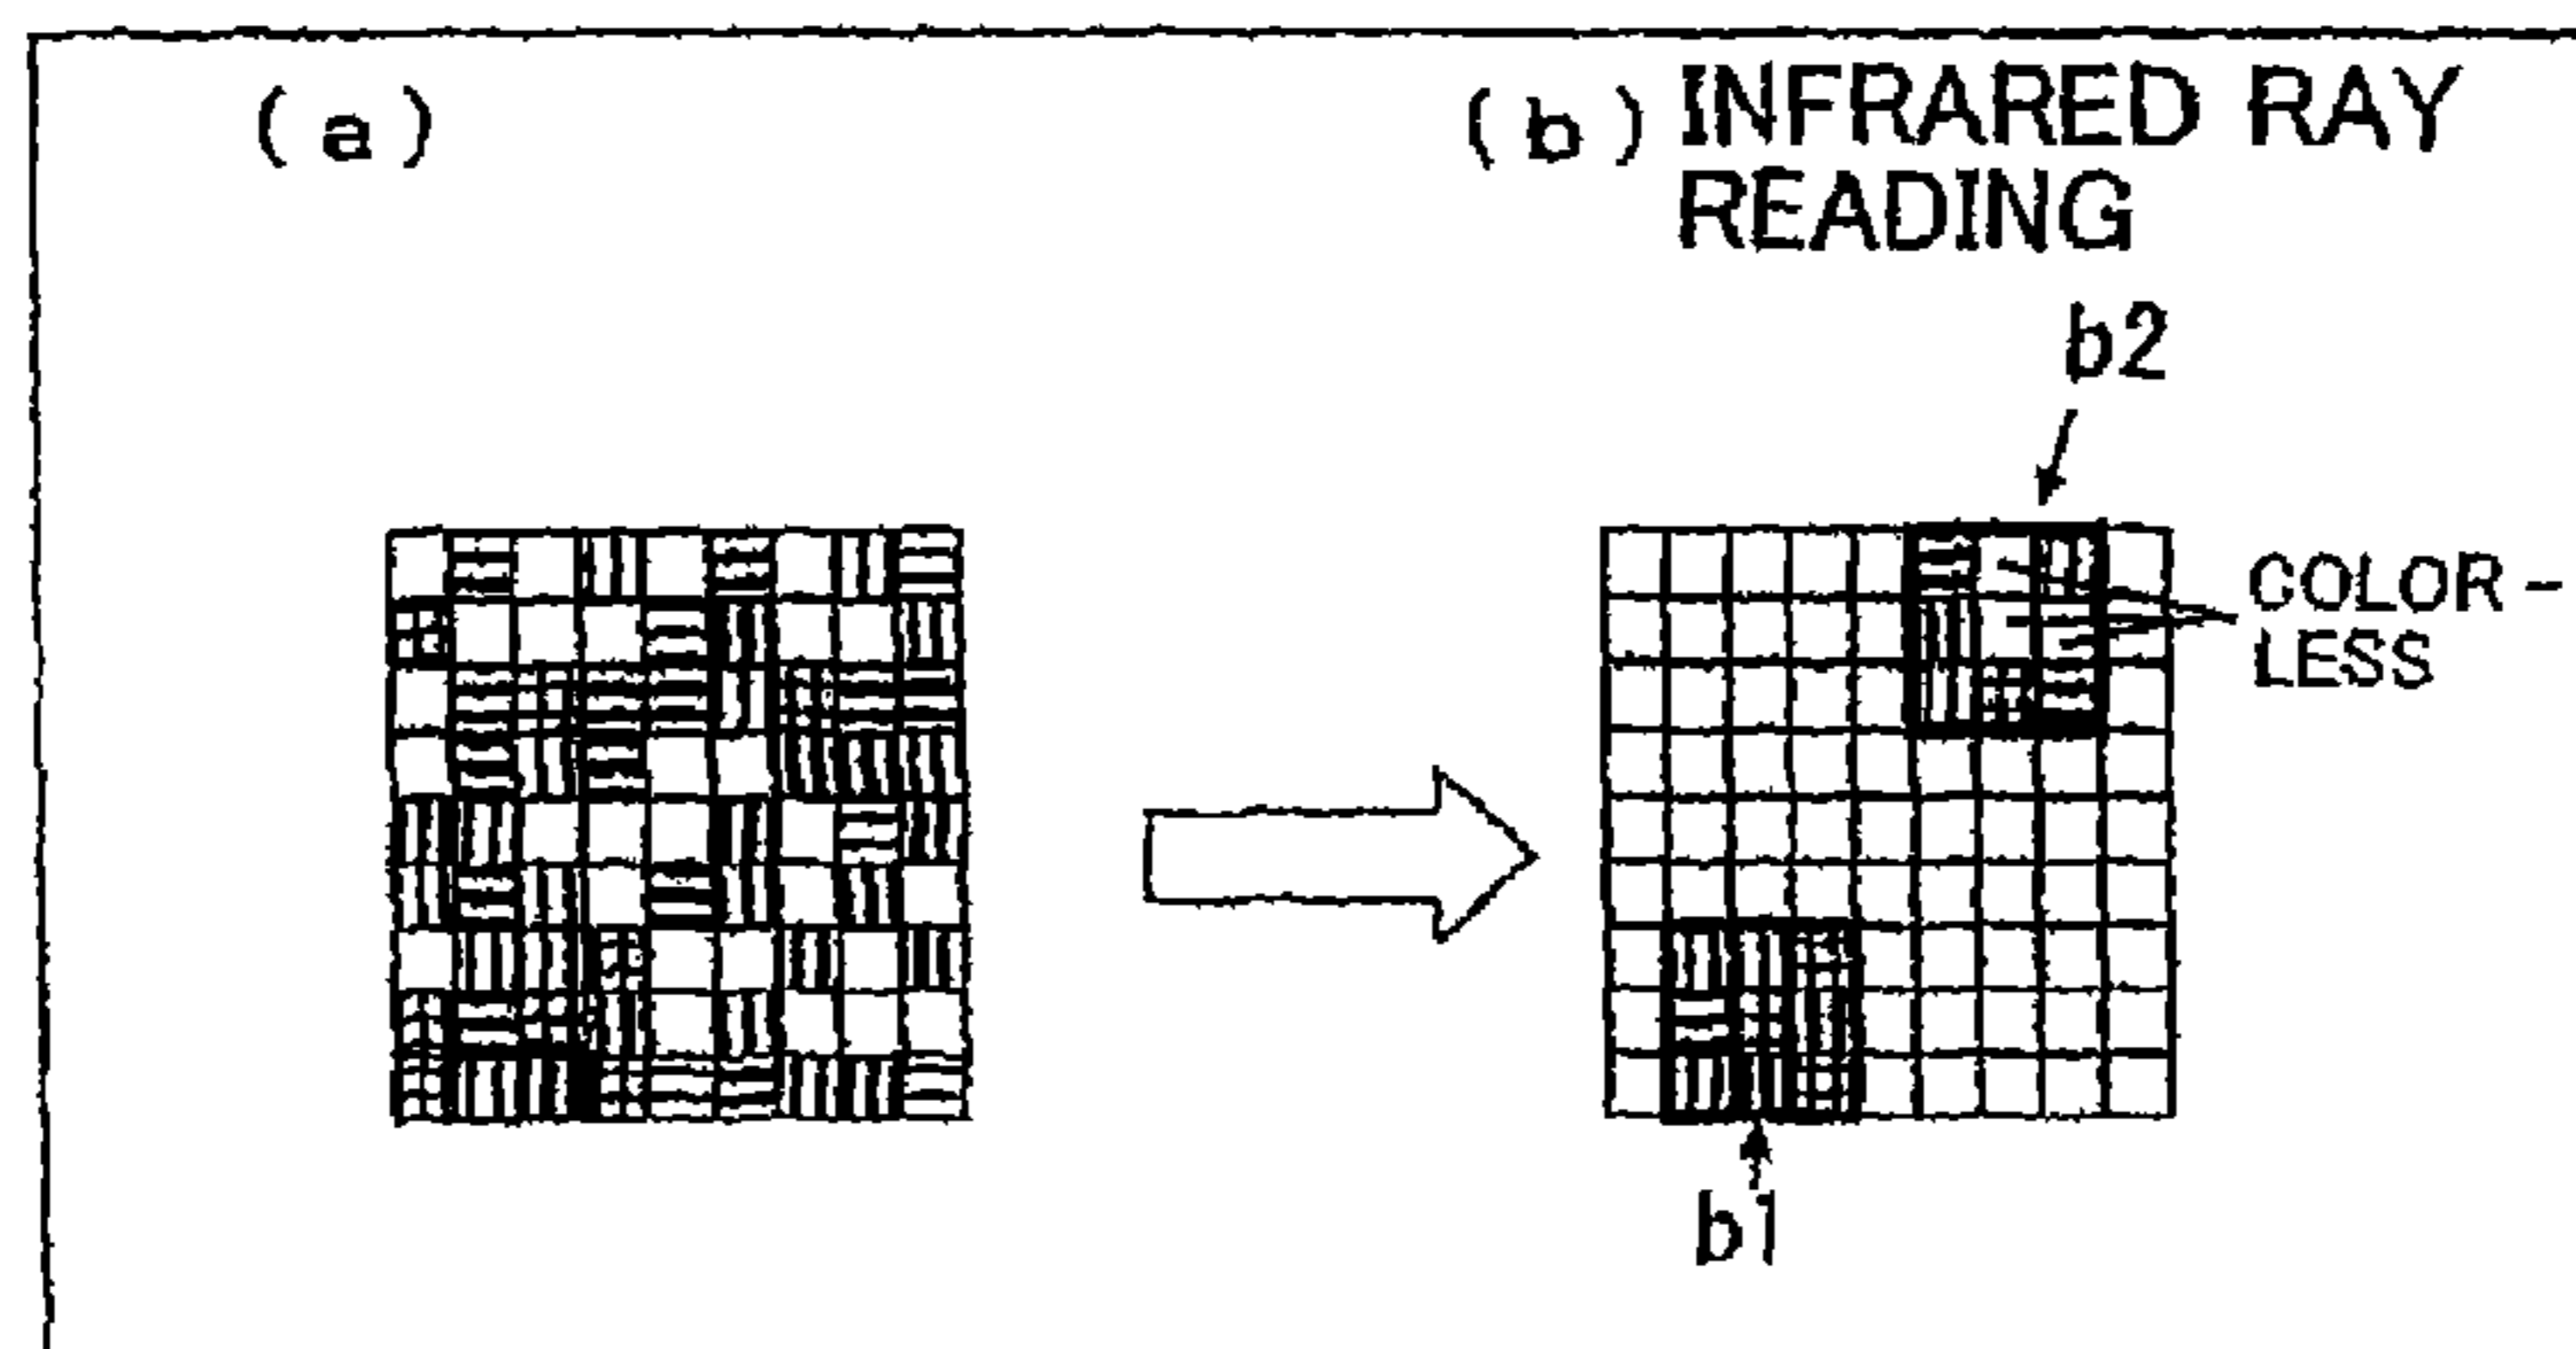 (a)
(b) INFRARED RAY
READING
b2
COLOR-
LESS
b1